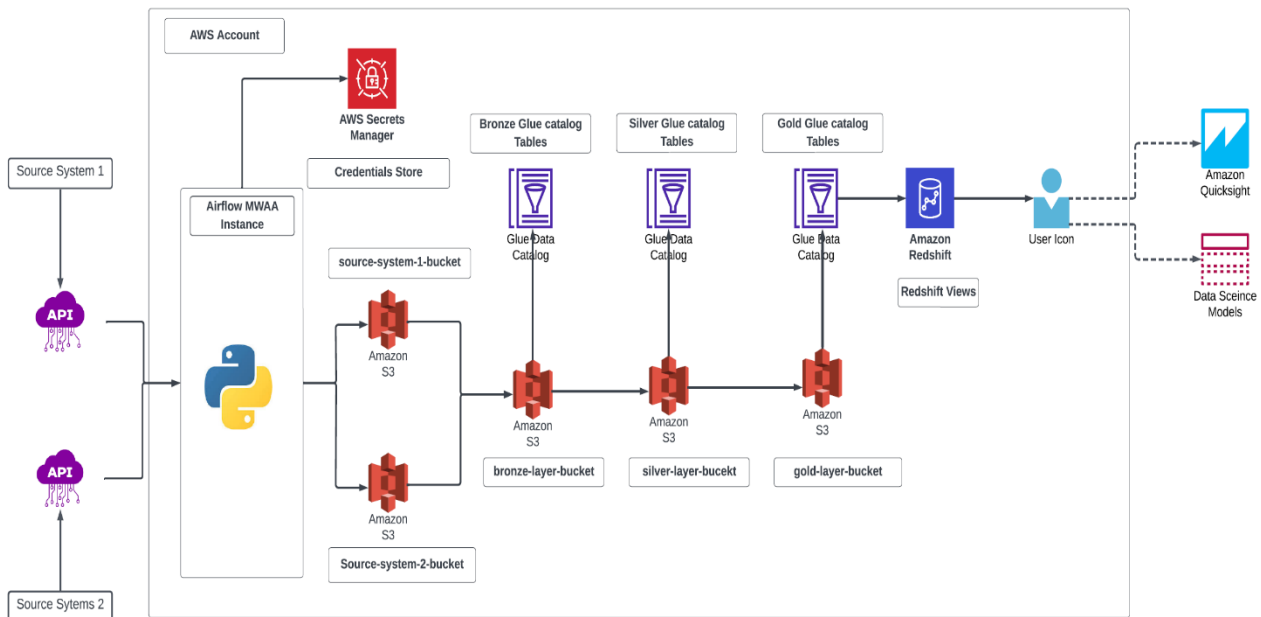 AWS Account
AWS Secrets
Manager
Credentials Store
Source System 1
Airflow MWAA
Instance
API
API
Source Sytems 2
source-system-1-bucket
Amazon
S3
Amazon
S3
Source-system-2-bucket
Bronze Glue catalog
Tables
Glue Data
Catalog
Amazon
S3
bronze-layer-bucket
Silver Glue catalog
Tables
Glue Data
Catalog
Amazon
S3
silver-layer-bucekt
Gold Glue catalog
Tables
Glue Data
Catalog
Amazon
S3
gold-layer-bucket
Amazon
Redshift
Redshift Views
User Icon
Amazon
Quicksight
Data Sceince
Models